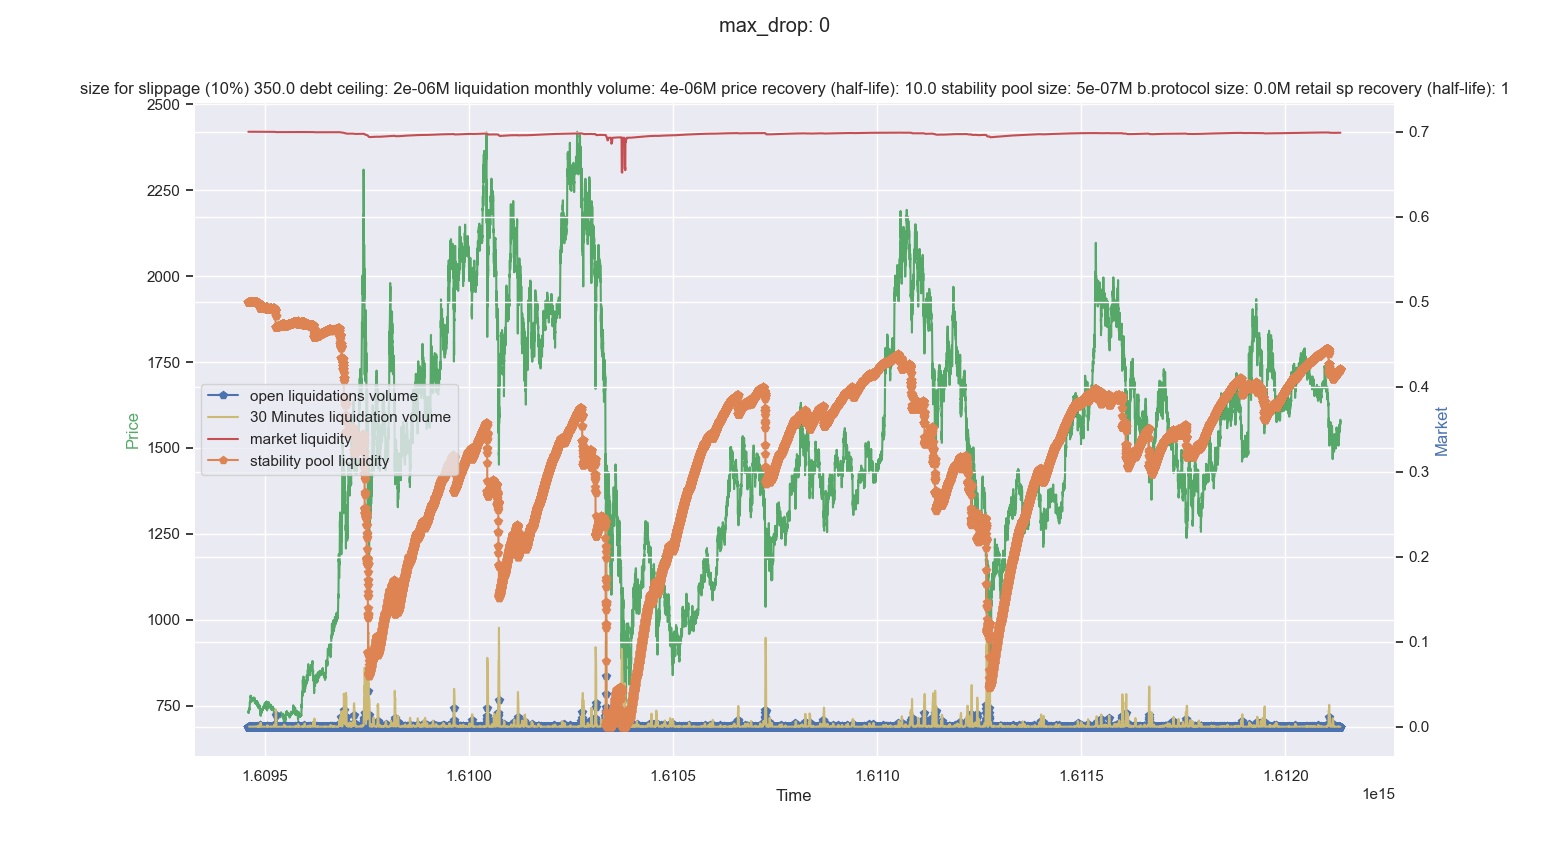 max_drop: 0
size for slippage (10%) 350.0 debt ceiling: 2e-06M liquidation monthly volume: 4e-06M price recovery (half-life): 10.0 stability pool size: 5e-07M b.protocol size: 0.0M retail sp recovery (half-life): 1
2500
2250
2000
1750
1500
1250
1000
750
Price
open liquidations volume
30 Minutes liquidation volume
market liquidity
stability pool liquidity
0.7
0.6
0.5
0.4
0.3
0.2
0.1
0.0
Market
1.6095
1.6100
1.6105
1.6110
1.6115
1.6120
Time
1e15